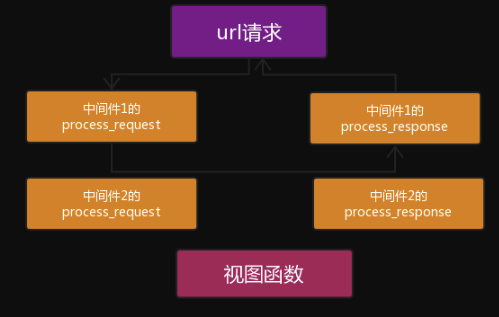 url请求
中间件1的
process_request
中间件1的
process_response
中间件2的
process_request
中间件2的
process_response
视图函数